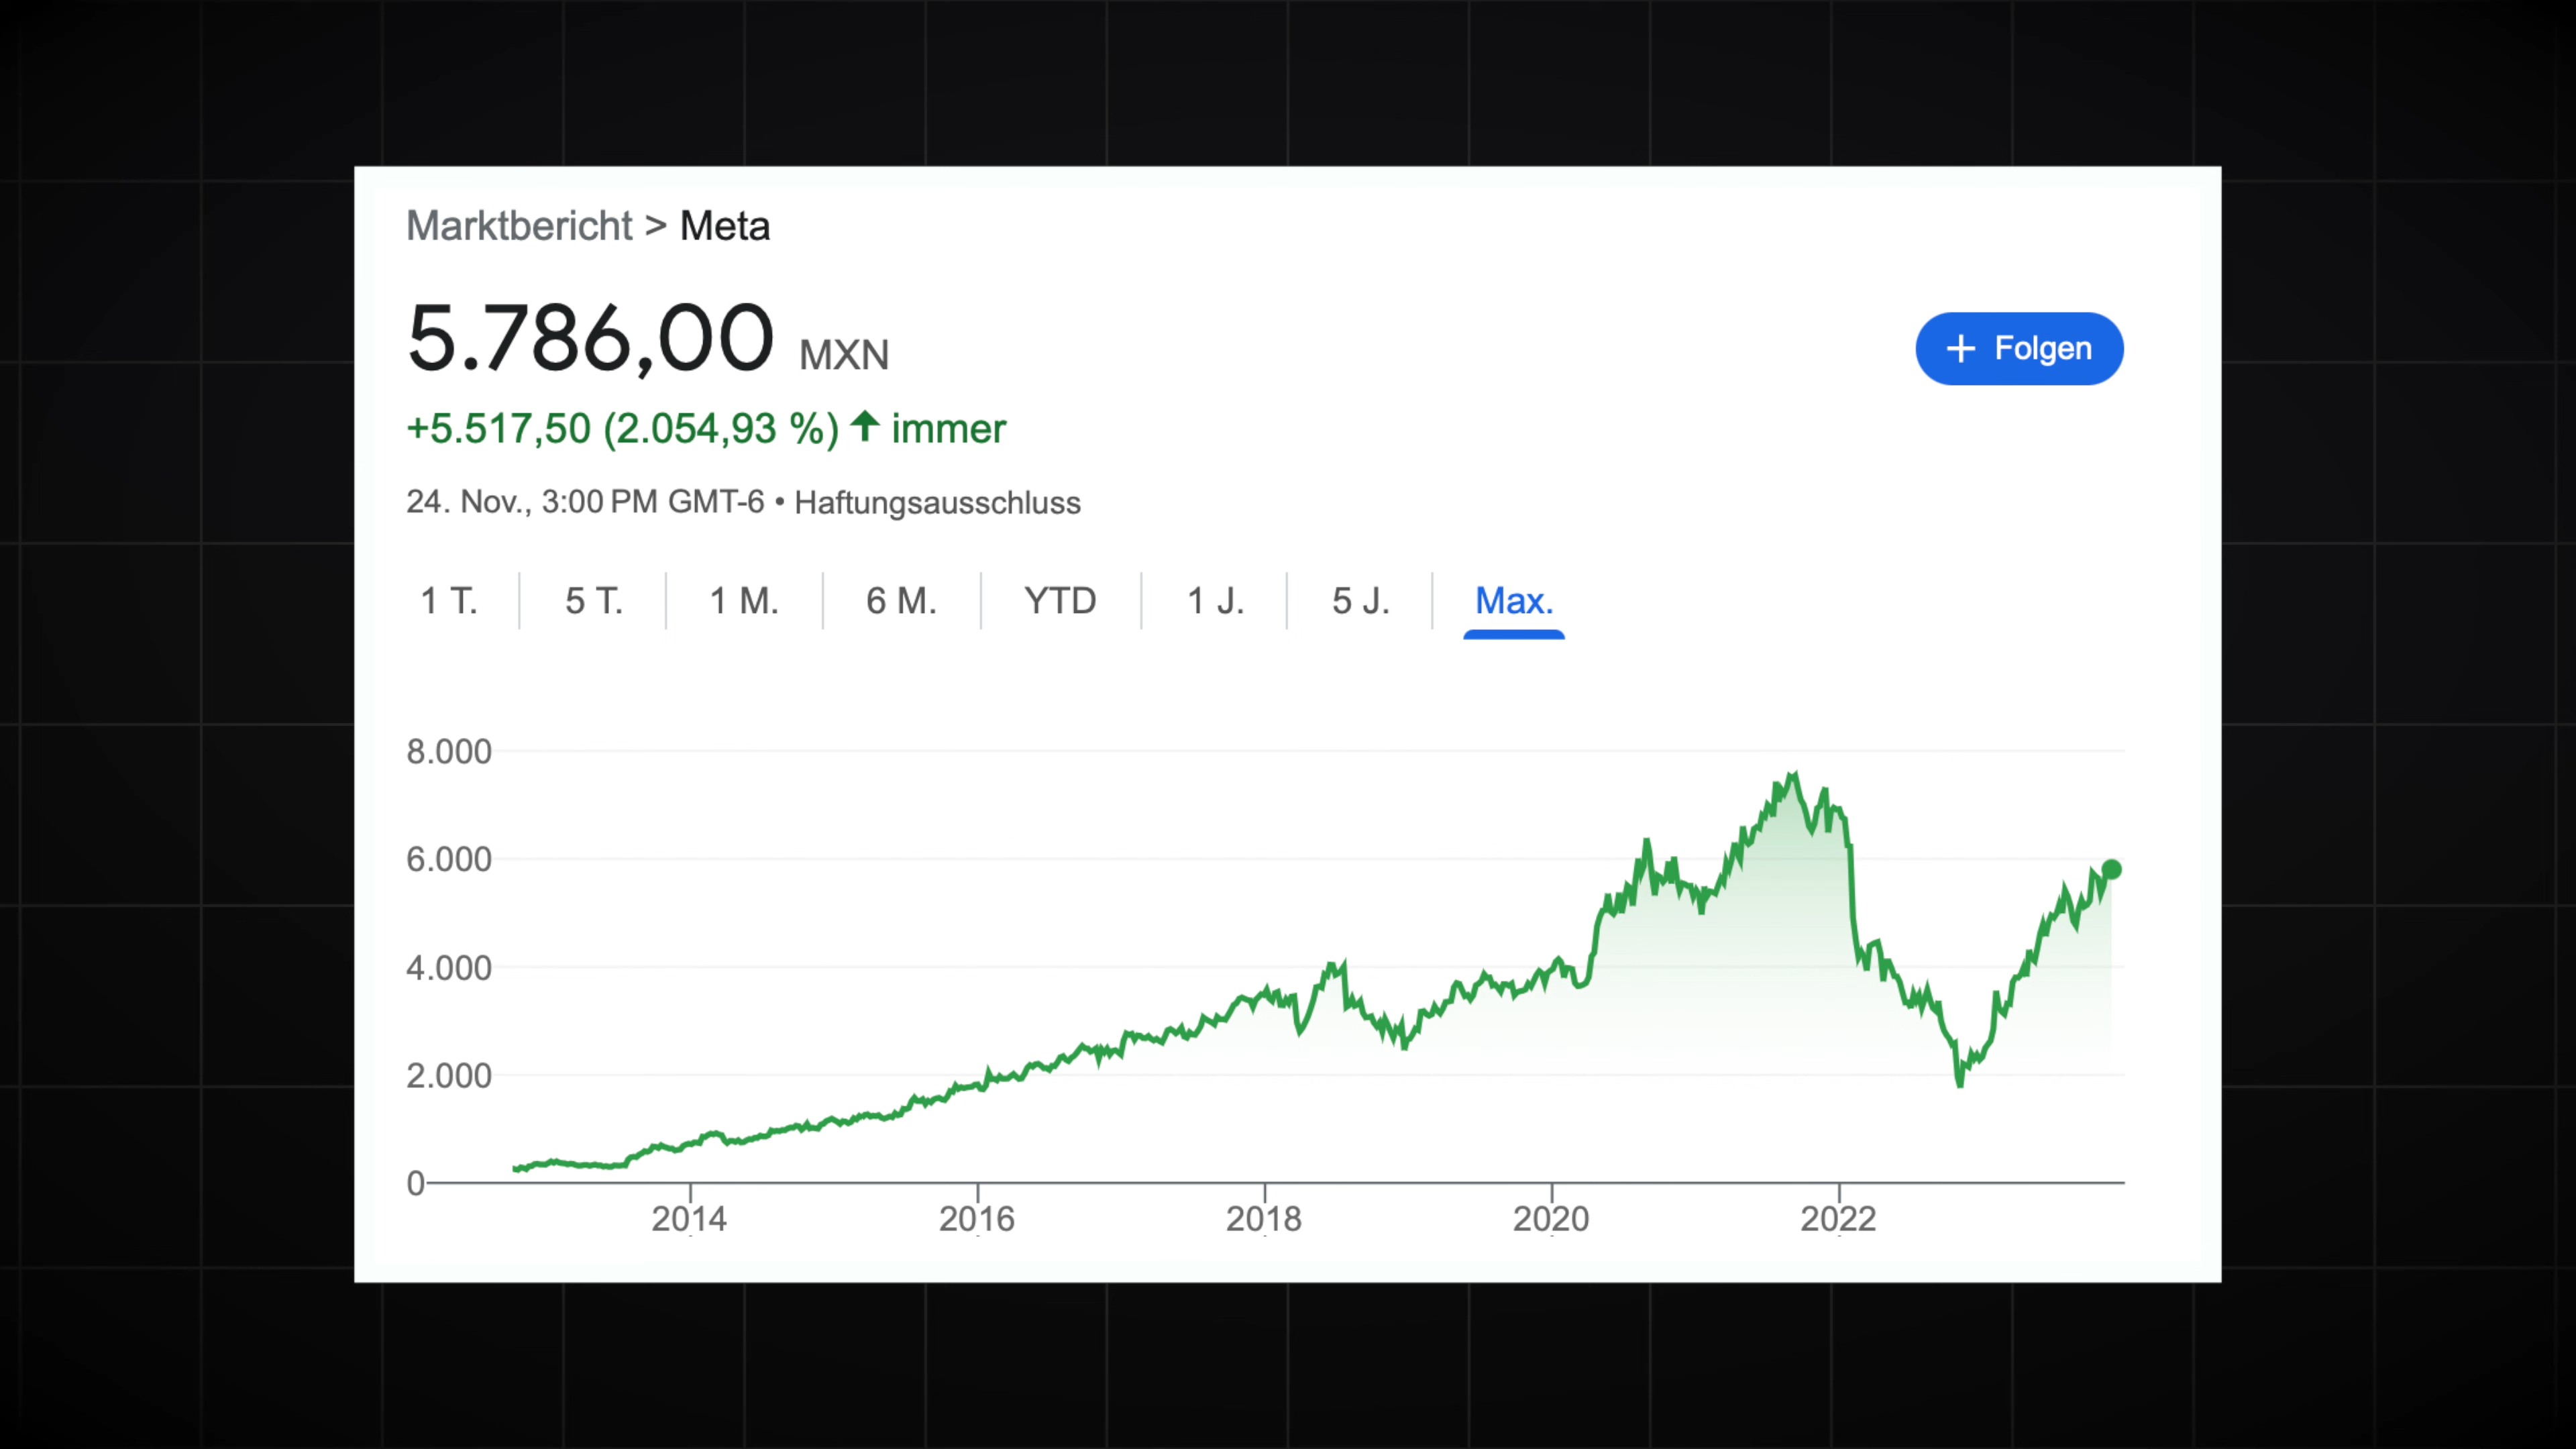 Marktbericht > Meta
5.786,00 MXN
+ Folgen
+5.517,50 (2.054,93 %) ↑ immer
24. Nov., 3:00 PM GMT-6 • Haftungsausschluss
1 T. 5 T. 1 M. 6 M. YTD 1 J. 5 J. Max.
8.000
6.000
4.000
2.000
0
2014 2016 2018 2020 2022